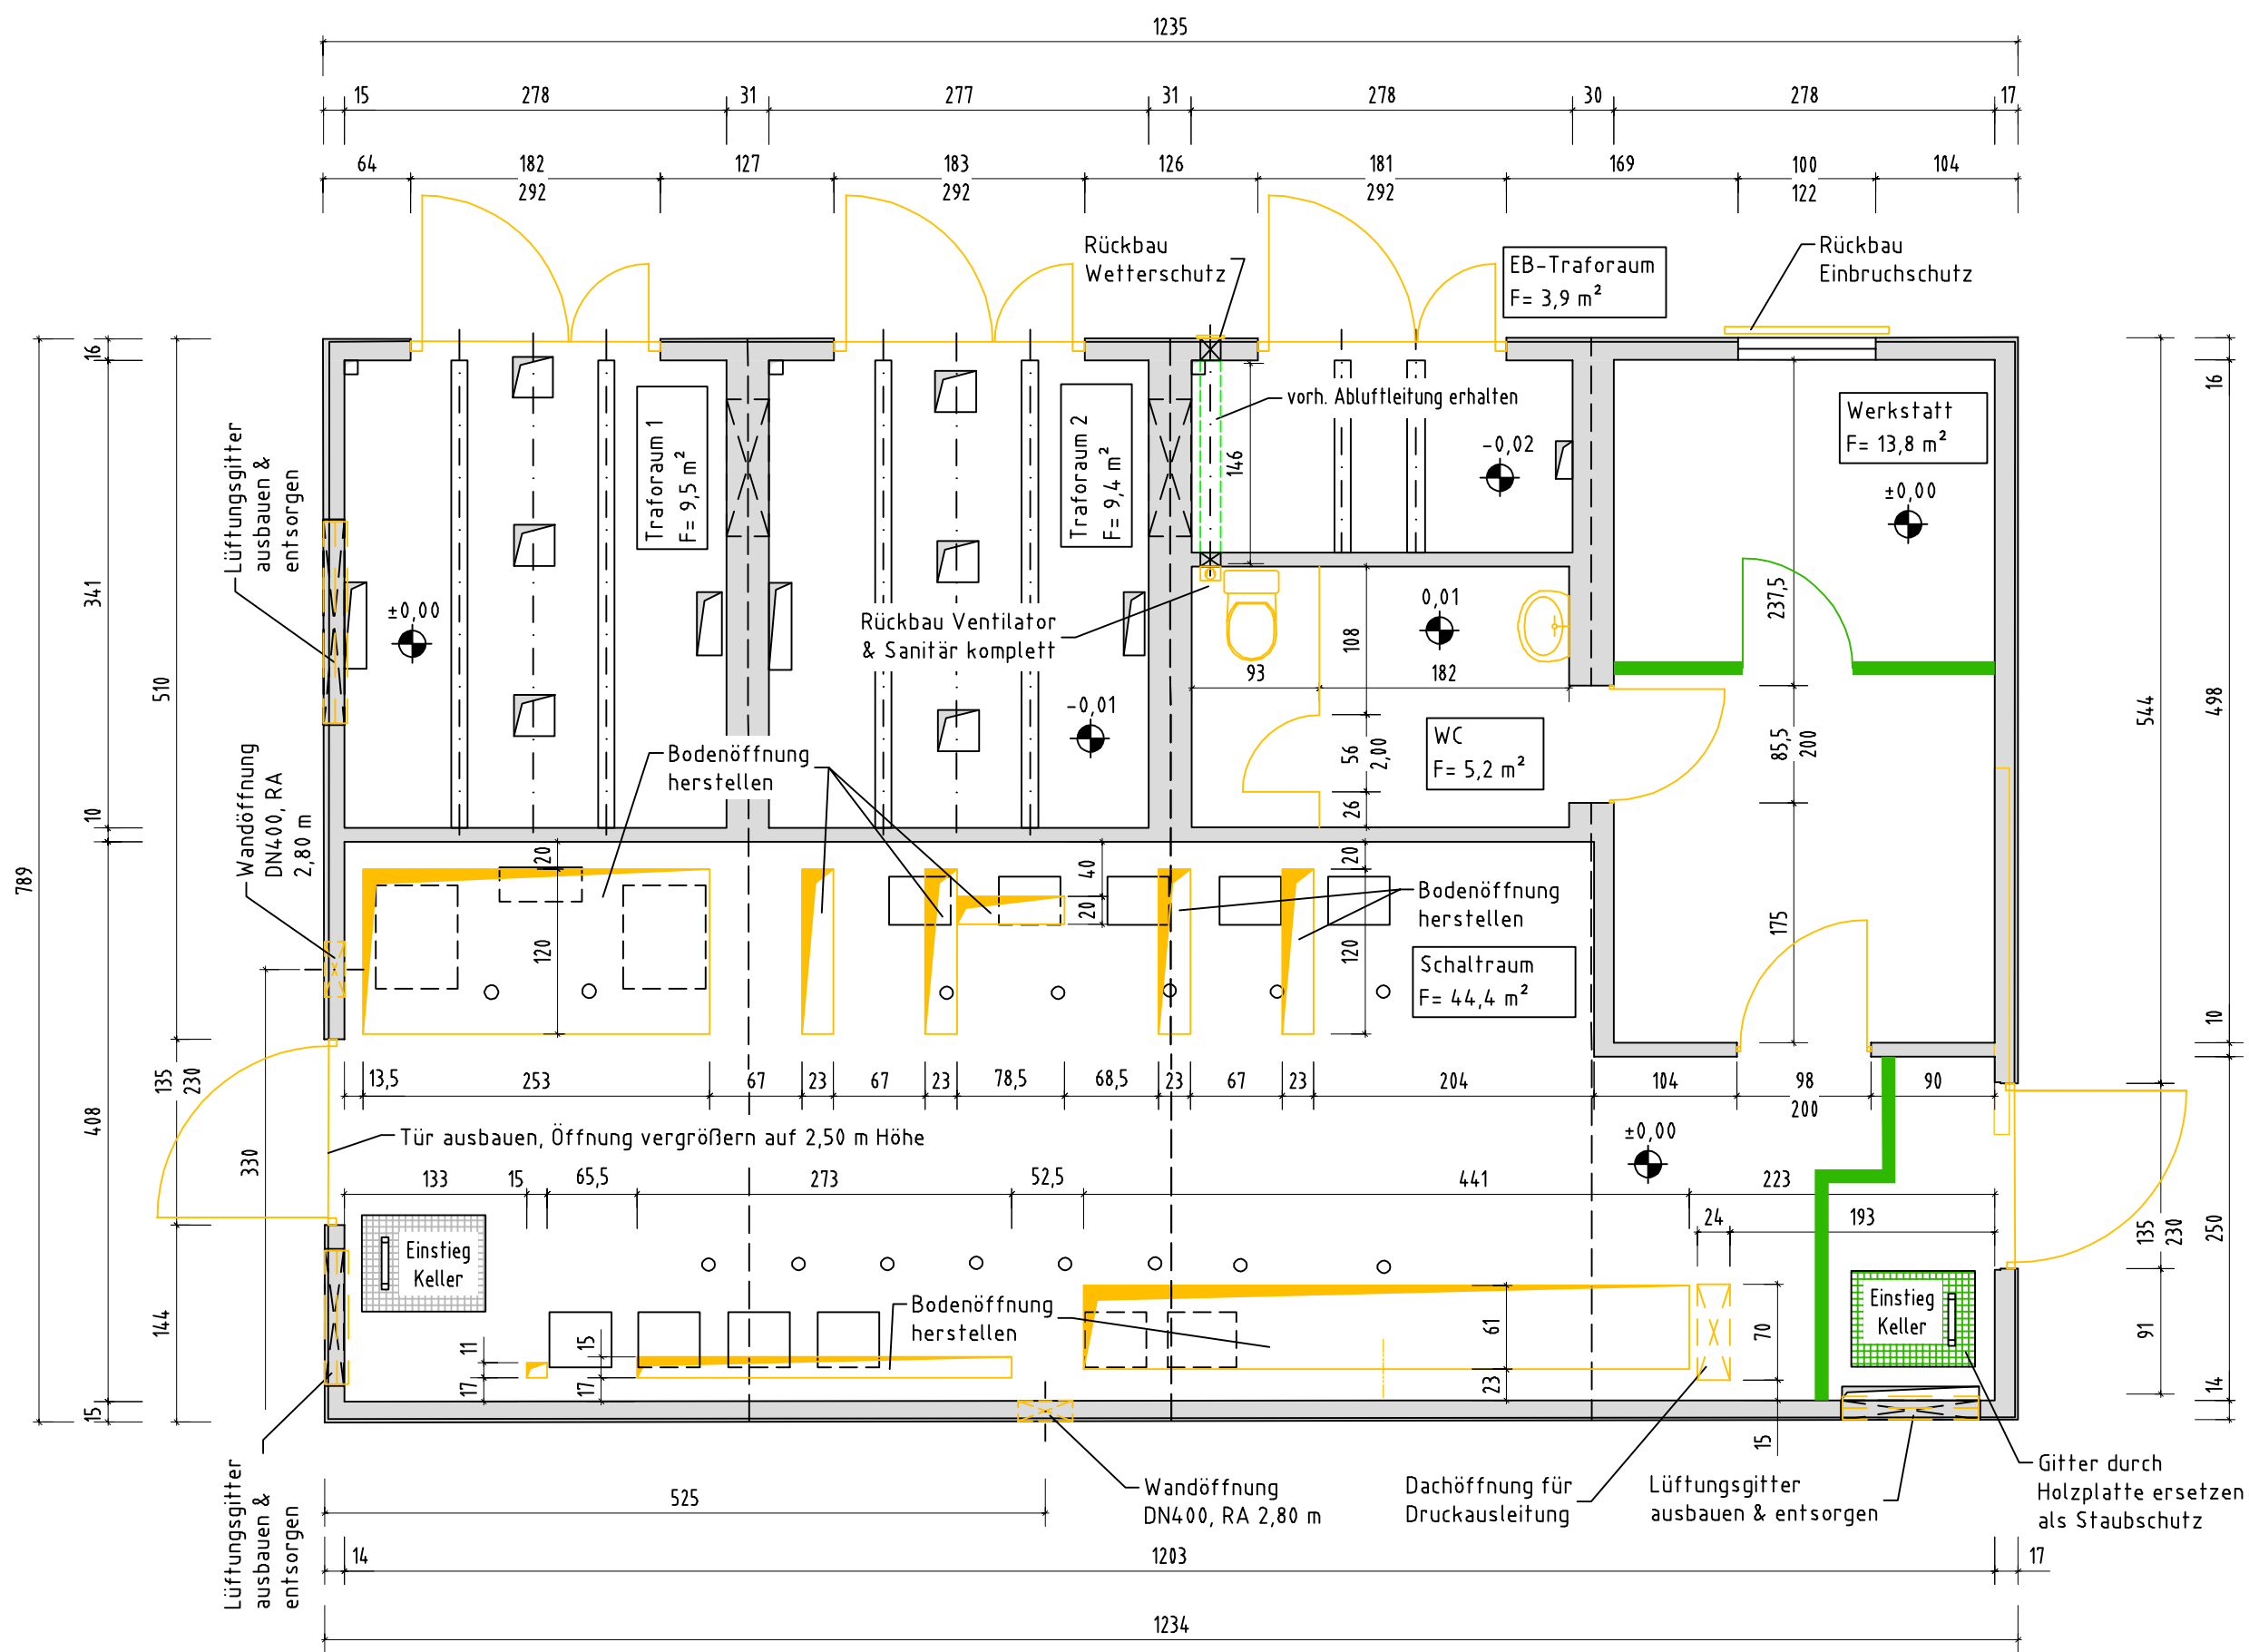 1235
15 278 31 277 31 278 30 278 17
64 182 127 183 126 181 169 100 104
292 292 292 122
Rückbau
Wetterschutz
EB-Traforaum
F= 3,9 m²
Rückbau
Einbruchschutz
16
341
10
408
15
789
510
135
230
144
330
Lüftungsgitter
ausbauen &
entsorgen
Wandöffnung
DN400, RA
2,80 m
±0,00
Traforaum 1
F= 9,5 m²
Traforaum 2
F= 9,4 m²
-0,01
vorh. Abluftleitung erhalten
146
-0,02
Werkstatt
F= 13,8 m²
±0,00
Rückbau Ventilator
& Sanitär komplett
0,01
108
93 182
56
2,00
26
WC
F= 5,2 m²
237,5
85,5
200
175
544
498
16
10
250
14
135
230
91
Bodenöffnung
herstellen
20
120
40
20
20
120
Bodenöffnung
herstellen
Schaltraum
F= 44,4 m²
13,5 253 67 23 67 23 78,5 68,5 23 67 23 204 104 98 90
200
Tür ausbauen, Öffnung vergrößern auf 2,50 m Höhe
±0,00
133 15 65,5 273 52,5 441 223
24 193
Einstieg
Keller
Bodenöffnung
herstellen
11
17
15
17
61
23
70
15
Einstieg
Keller
Lüftungsgitter
ausbauen &
entsorgen
525
Wandöffnung
DN400, RA 2,80 m
Dachöffnung für
Druckausleitung
Lüftungsgitter
ausbauen & entsorgen
Gitter durch
Holzplatte ersetzen
als Staubschutz
14 1203 17
1234